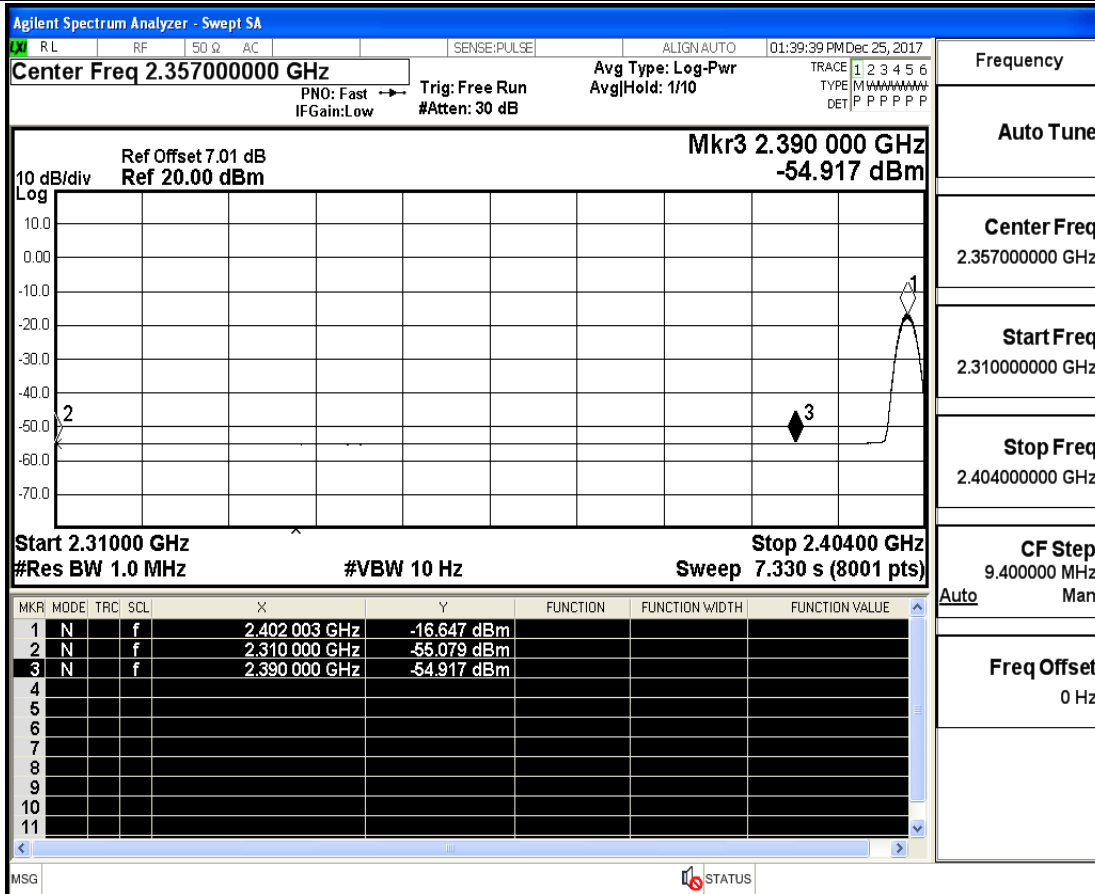 Agilent Spectrum Analyzer - Swept SA
LXI RL RF 50 Ω AC SENSE:PULSE ALIGN AUTO 01:39:39 PM Dec 25, 2017
Center Freq 2.357000000 GHz
PNO: Fast
IFGain:Low
Trig: Free Run
#Atten: 30 dB
Avg Type: Log-Pwr
Avg|Hold: 1/10
TRACE 1 2 3 4 5 6
TYPE M WWWWW
DET P P P P P P
Mkr3 2.390 000 GHz
-54.917 dBm
Ref Offset 7.01 dB
10 dB/div Ref 20.00 dBm
Log
10.0
0.00
-10.0
-20.0
-30.0
-40.0
-50.0
-60.0
-70.0
1
2
3
Start 2.31000 GHz Stop 2.40400 GHz
#Res BW 1.0 MHz #VBW 10 Hz Sweep 7.330 s (8001 pts)
MKR MODE TRC SCL X Y FUNCTION FUNCTION WIDTH FUNCTION VALUE
1 N f 2.402 003 GHz -16.647 dBm
2 N f 2.310 000 GHz -55.079 dBm
3 N f 2.390 000 GHz -54.917 dBm
4
5
6
7
8
9
10
11
MSG STATUS
Frequency
Auto Tune
Center Freq
2.357000000 GHz
Start Freq
2.310000000 GHz
Stop Freq
2.404000000 GHz
CF Step
9.400000 MHz
Auto Man
Freq Offset
0 Hz